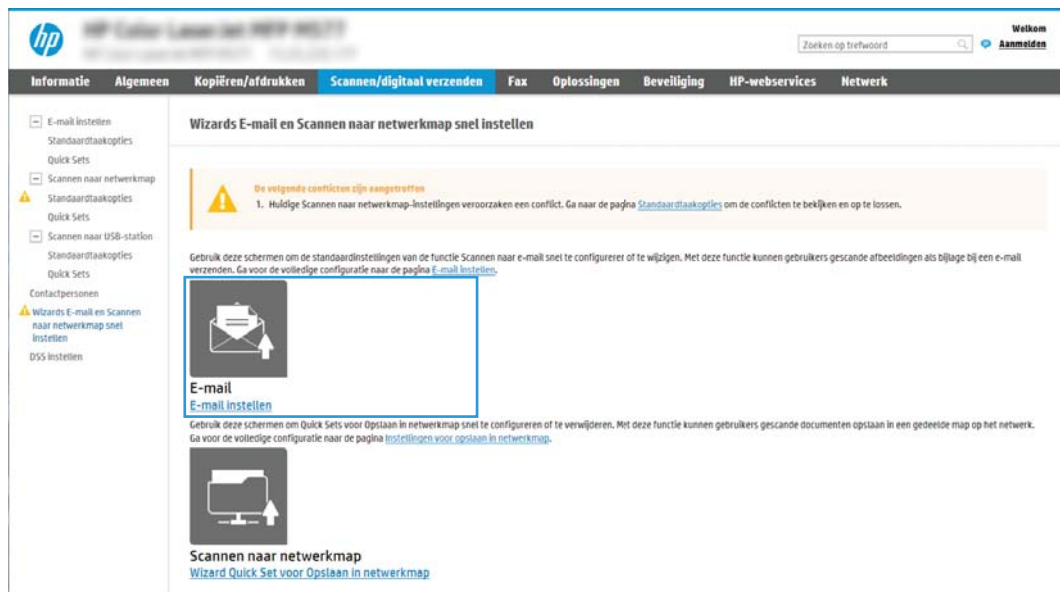 hp
Welkom
Zoeken op trefwoord
Aanmelden
Informatie Algemeen Kopiëren/afdrukken Scannen/digitaal verzenden Fax Oplossingen Beveiliging HP-webservices Netwerk
E-mail instellen
Standaardtaakopties
Quick Sets
Scannen naar netwerkmap
Standaardtaakopties
Quick Sets
Scannen naar USB-station
Standaardtaakopties
Quick Sets
Contactpersonen
Wizards E-mail en Scannen
naar netwerkmap snel
instellen
DSS instellen
Wizards E-mail en Scannen naar netwerkmap snel instellen
De volgende conflicten zijn aangetroffen
1. Huidige Scannen naar netwerkmap-instellingen veroorzaken een conflict. Ga naar de pagina Standaardtaakopties om de conflicten te bekijken en op te lossen.
Gebruik deze schermen om de standaardinstellingen van de functie Scannen naar e-mail snel te configureren of te wijzigen. Met deze functie kunnen gebruikers gescande afbeeldingen als bijlage bij een e-mail
verzenden. Ga voor de volledige configuratie naar de pagina E-mail instellen.
E-mail
E-mail instellen
Gebruik deze schermen om Quick Sets voor Opslaan in netwerkmap snel te configureren of te verwijderen. Met deze functie kunnen gebruikers gescande documenten opslaan in een gedeelde map op het netwerk.
Ga voor de volledige configuratie naar de pagina Instellingen voor opslaan in netwerkmap.
Scannen naar netwerkmap
Wizard Quick Set voor Opslaan in netwerkmap